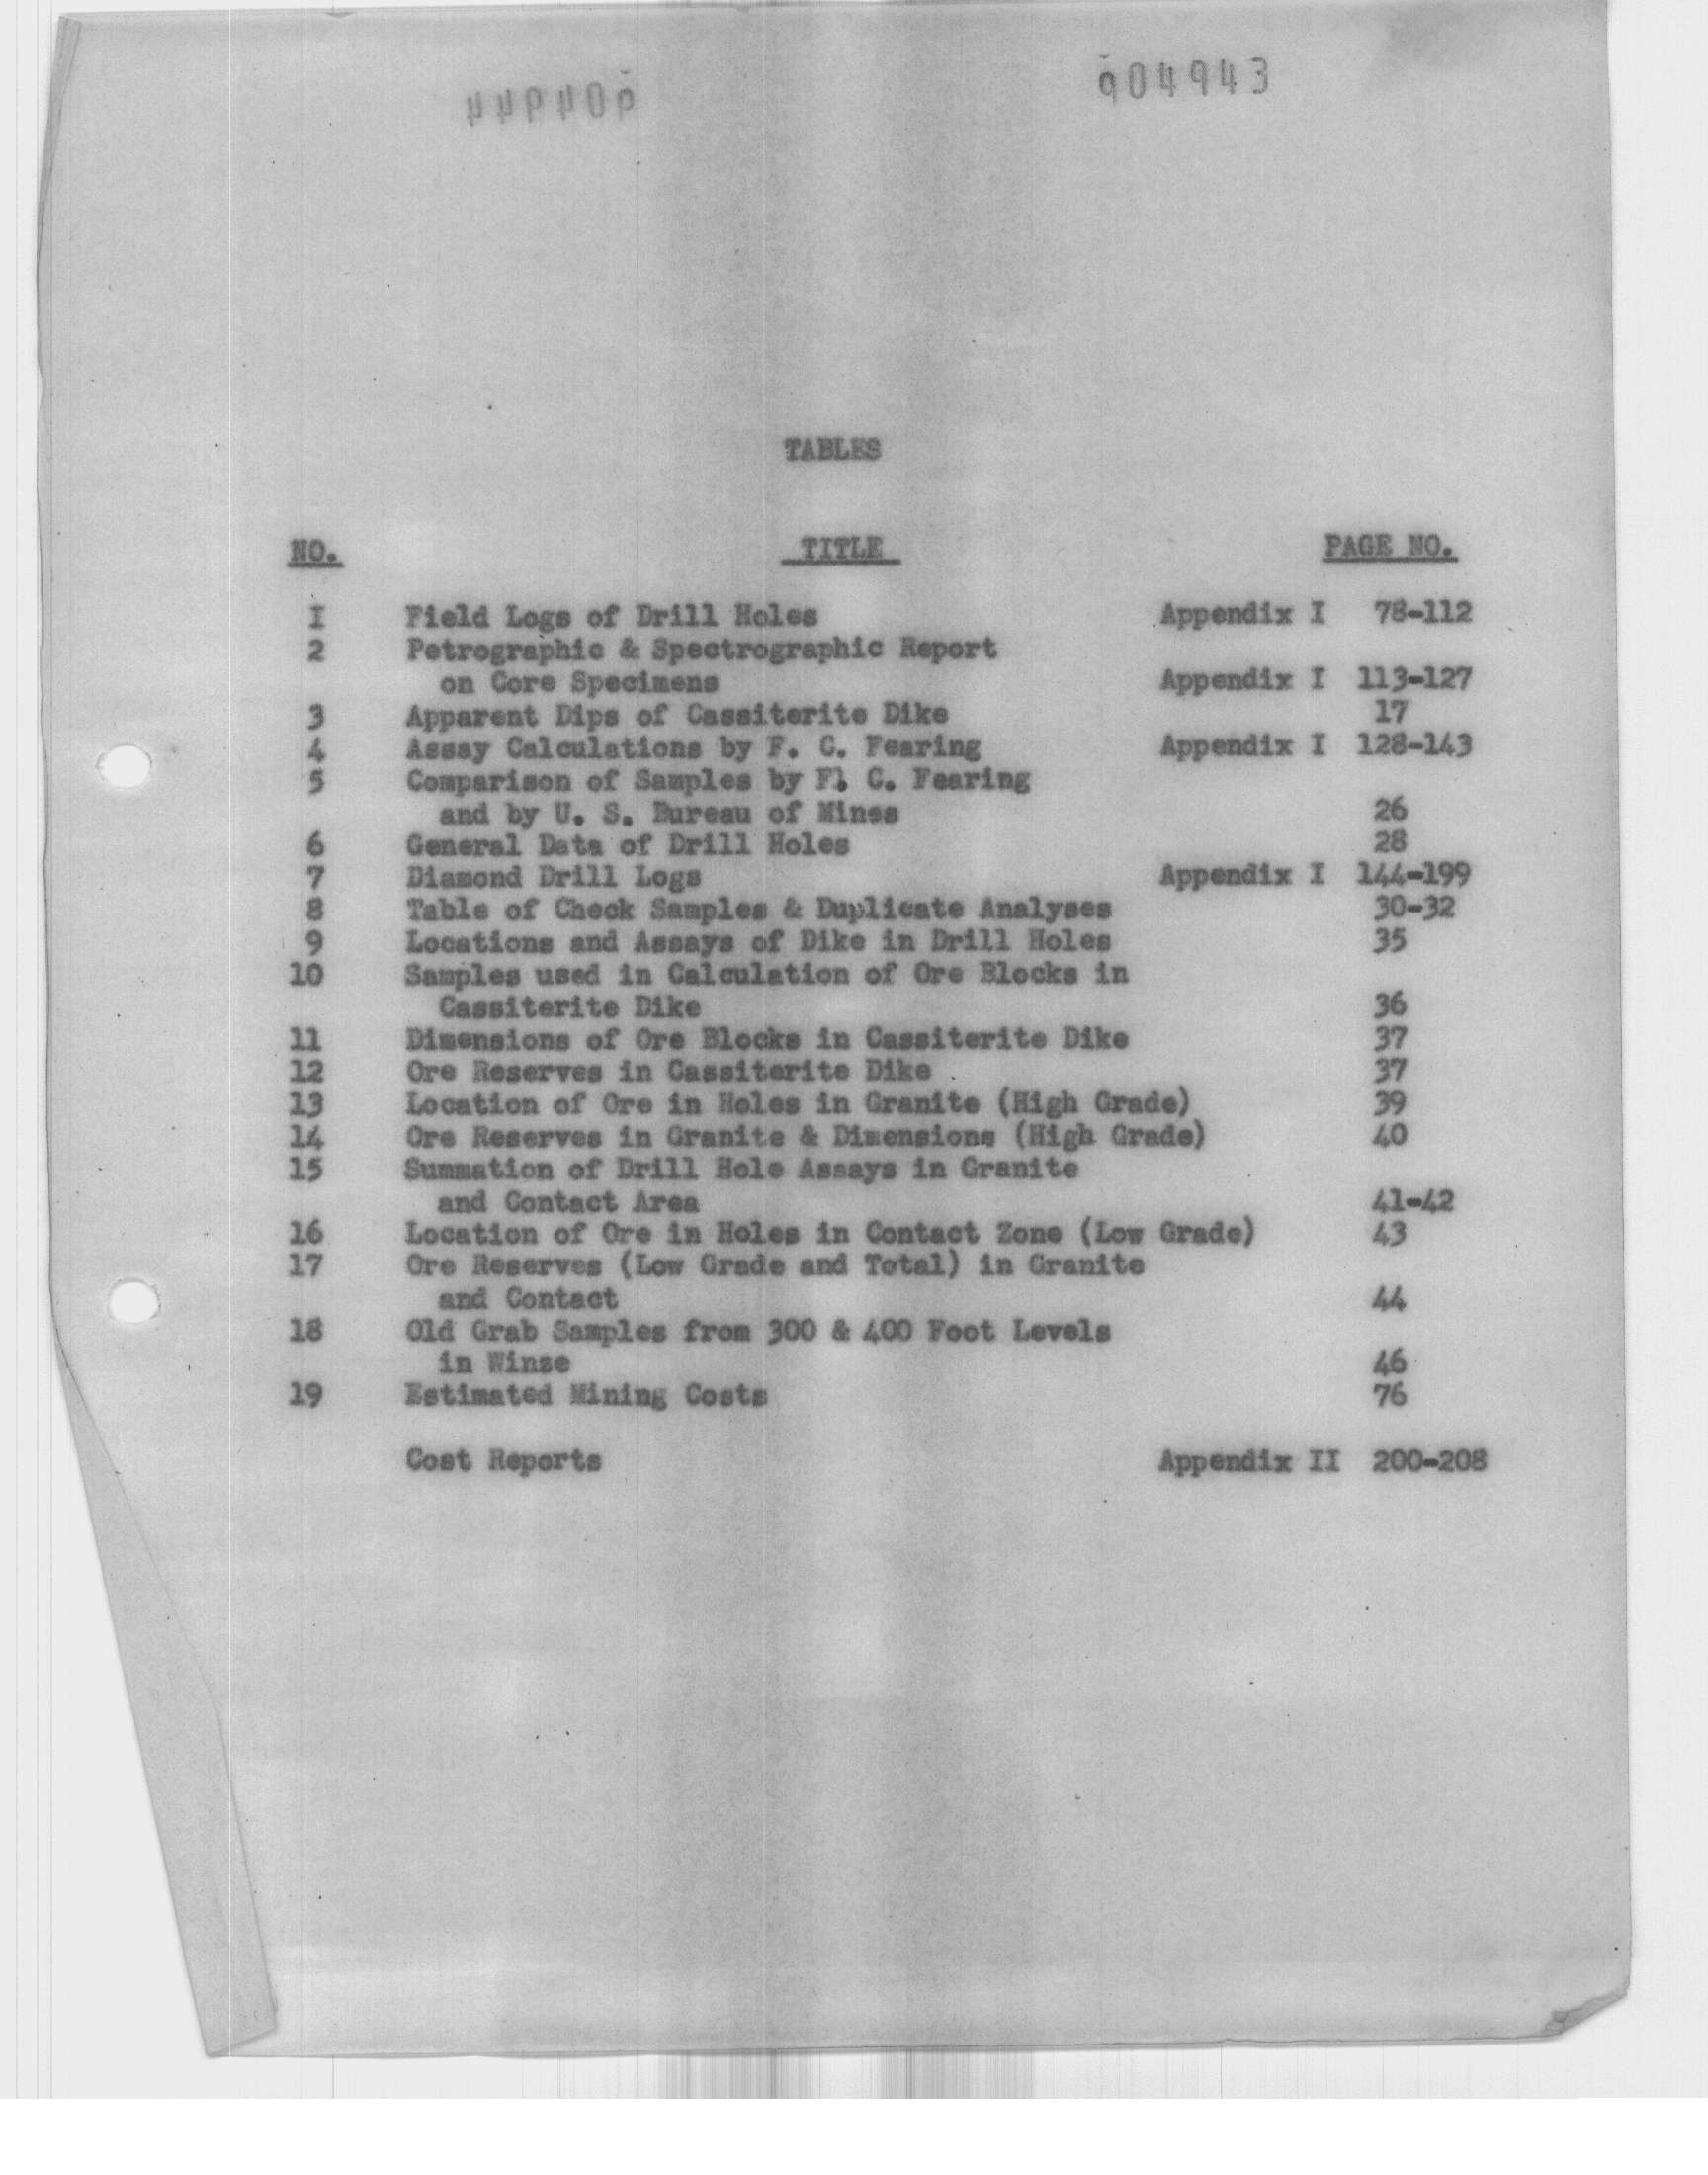 904943
TABLES
NO. TITLE PAGE NO.
I Field Logs of Drill Holes Appendix I 78-112
2 Petrographic & Spectrographic Report
on Core Specimens Appendix I 113-127
3 Apparent Dips of Cassiterite Dike 17
4 Assay Calculations by F. C. Fearing Appendix I 128-143
5 Comparison of Samples by F. C. Fearing
and by U. S. Bureau of Mines 26
6 General Data of Drill Holes 28
7 Diamond Drill Logs Appendix I 144-199
8 Table of Check Samples & Duplicate Analyses 30-32
9 Locations and Assays of Dike in Drill Holes 35
10 Samples used in Calculation of Ore Blocks in
Cassiterite Dike 36
11 Dimensions of Ore Blocks in Cassiterite Dike 37
12 Ore Reserves in Cassiterite Dike 37
13 Location of Ore in Holes in Granite (High Grade) 39
14 Ore Reserves in Granite & Dimensions (High Grade) 40
15 Summation of Drill Hole Assays in Granite
and Contact Area 41-42
16 Location of Ore in Holes in Contact Zone (Low Grade) 43
17 Ore Reserves (Low Grade and Total) in Granite
and Contact 44
18 Old Grab Samples from 300 & 400 Foot Levels
in Winze 46
19 Estimated Mining Costs 76
Cost Reports Appendix II 200-208